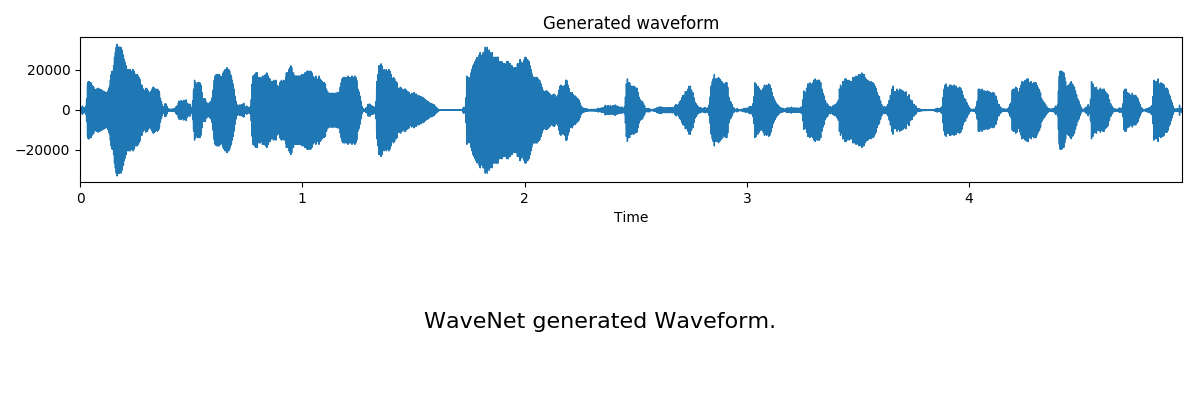 Generated waveform
20000
0
−20000
0 1 2 3 4
Time
WaveNet generated Waveform.